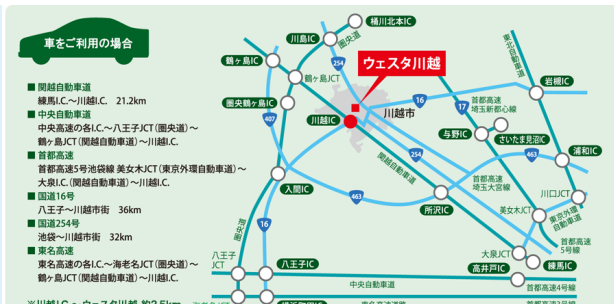 車をご利用の場合
■ 関越自動車道
練馬I.C.～川越I.C. 21.2km
■ 中央自動車道
中央高速の各I.C.～八王子JCT（圏央道）～
鶴ヶ島JCT（関越自動車道）～川越I.C.
■ 首都高速
首都高速5号池袋線 美女木JCT（東京外環自動車道）～
大泉I.C.（関越自動車道）～川越I.C.
■ 国道16号
八王子～川越市街 36km
■ 国道254号
池袋～川越市街 32km
■ 東名高速
東名高速の各I.C.～海老名JCT（圏央道）～
鶴ヶ島JCT（関越自動車道）～川越I.C.
桶川北本IC
川島IC
圏央道
254
鶴ヶ島IC
鶴ヶ島JCT
ウェスタ川越
圏央鶴ヶ島IC
407
川越IC
川越市
16
17
首都高速
埼玉新都心線
東北自動車道
岩槻IC
与野IC
さいたま見沼IC
463
浦和IC
関越自動車道
254
首都高速
埼玉大宮線
入間IC
463
所沢IC
川口JCT
美女木JCT
東京外環
自動車道
16
圏央道
首都高速
5号線
大泉JCT
練馬IC
八王子
JCT
八王子IC
高井戸IC
中央自動車道
首都高速4号線